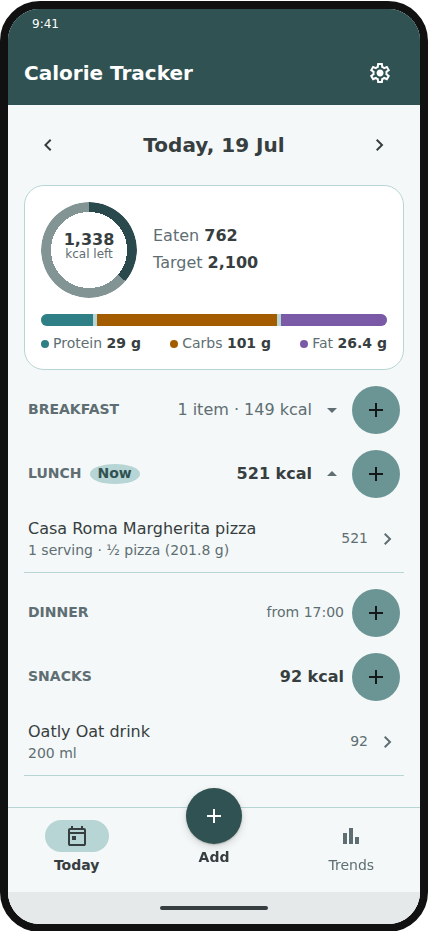 9:41
Calorie Tracker
Today, 19 Jul
1,338
kcal left
Eaten 762
Target 2,100
Protein 29 g Carbs 101 g Fat 26.4 g
BREAKFAST 1 item · 149 kcal
LUNCH Now 521 kcal
Casa Roma Margherita pizza
1 serving · ½ pizza (201.8 g)
521
DINNER from 17:00
SNACKS 92 kcal
Oatly Oat drink
200 ml
92
Today
Add
Trends